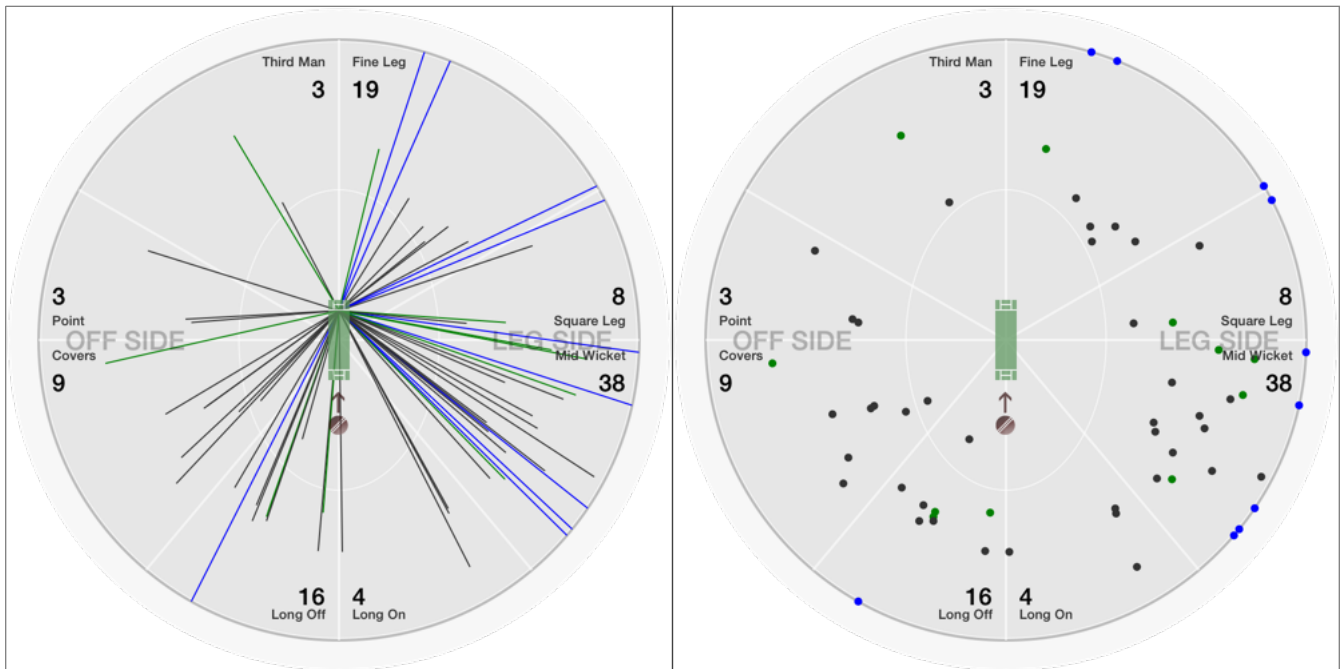 Third Man Fine Leg
3 19
3 8
Point Square Leg
OFF SIDE LEG SIDE
Covers Mid Wicket
9 38
16 4
Long Off Long On
Third Man Fine Leg
3 19
3 8
Point Square Leg
OFF SIDE LEG SIDE
Covers Mid Wicket
9 38
16 4
Long Off Long On